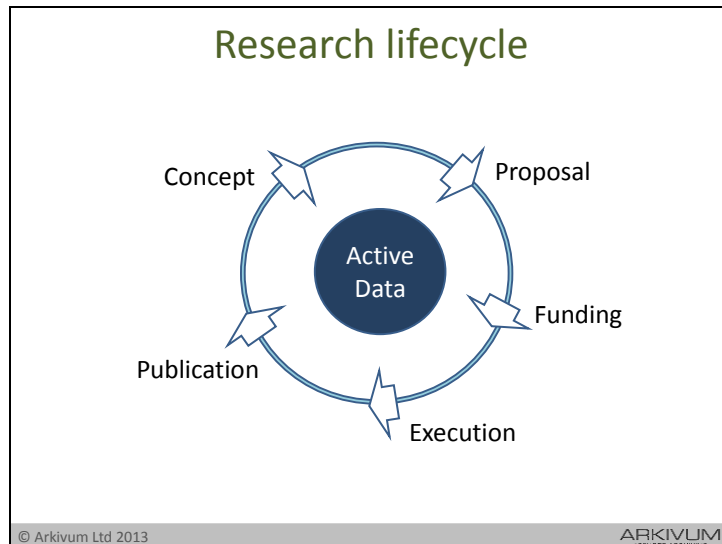 Research lifecycle
Concept
Proposal
Active
Data
Funding
Publication
Execution
© Arkivum Ltd 2013
ARKIVUM